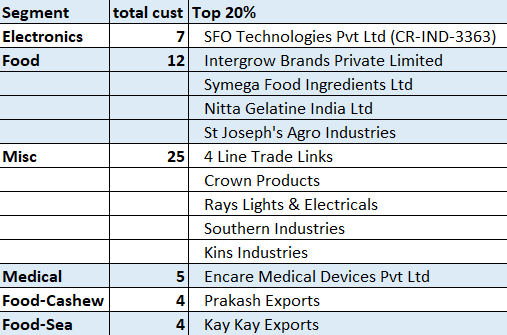 Segment total cust Top 20%
Electronics 7 SFO Technologies Pvt Ltd (CR-IND-3363)
Food 12 Intergrow Brands Private Limited
Symega Food Ingredients Ltd
Nitta Gelatine India Ltd
St Joseph's Agro Industries
Misc 25 4 Line Trade Links
Crown Products
Rays Lights & Electricals
Southern Industries
Kins Industries
Medical 5 Encare Medical Devices Pvt Ltd
Food-Cashew 4 Prakash Exports
Food-Sea 4 Kay Kay Exports